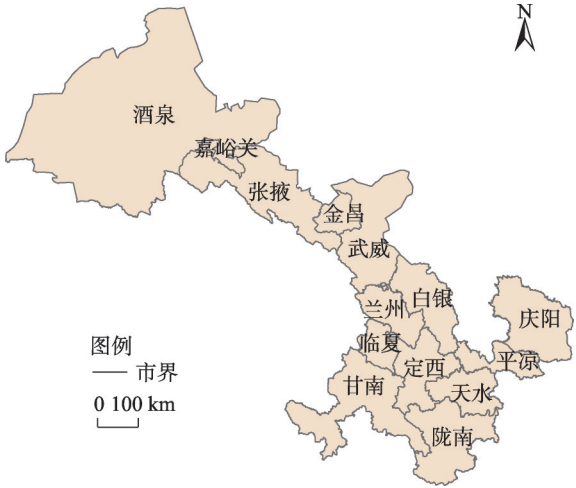 N
酒泉
嘉峪关
张掖
金昌
武威
白银
兰州
庆阳
临夏
平凉
定西
甘南
天水
陇南
图例
市界
0 100 km